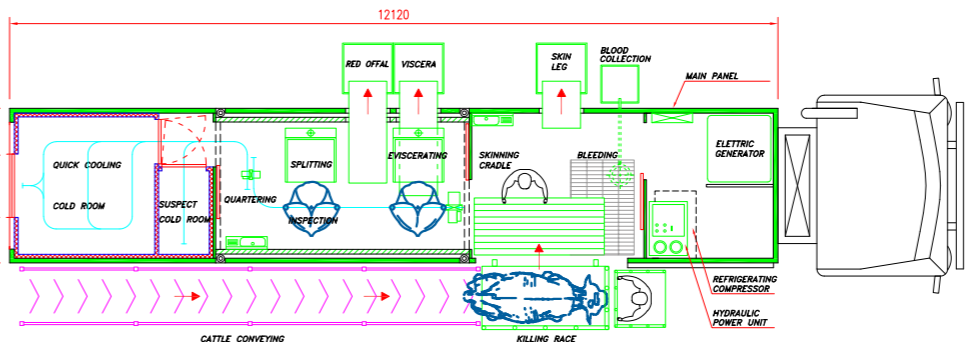 12120
RED OFFAL
VISCERA
SKIN
LEG
BLOOD
COLLECTION
MAIN PANEL
QUICK COOLING
COLD ROOM
SUSPECT
COLD ROOM
QUARTERING
SPLITTING
INSPECTION
EVISCERATING
SKINNING
CRADLE
BLEEDING
ELETTRIC
GENERATOR
REFRIGERATING
COMPRESSOR
HYDRAULIC
POWER UNIT
CATTLE CONVEYING
KILLING RACE